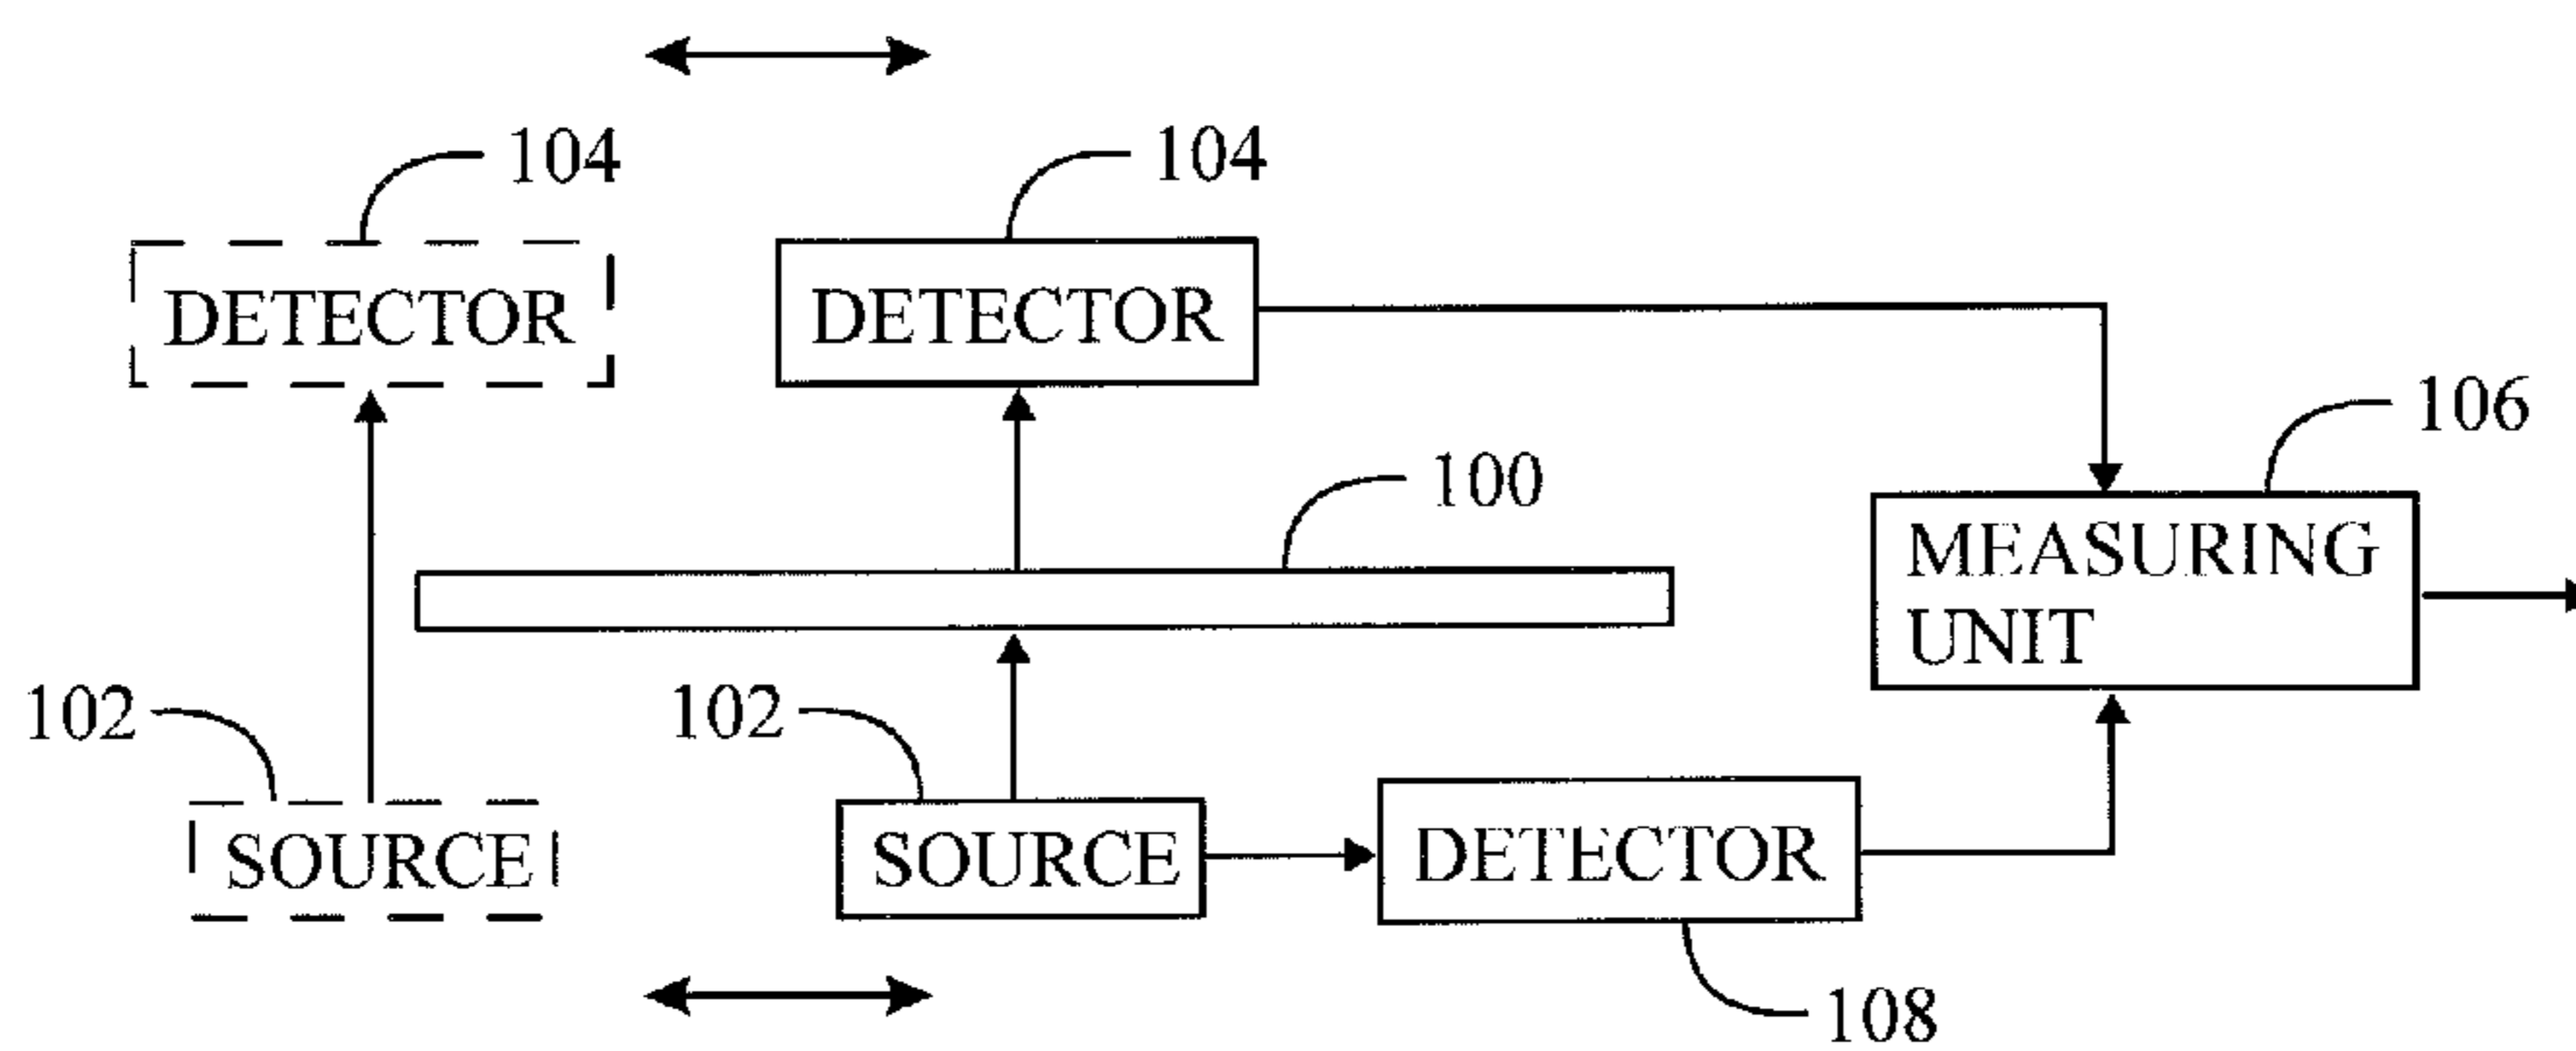 104
104
DETECTOR
DETECTOR
106
100
MEASURING
UNIT
102
102
SOURCE
SOURCE
DETECTOR
108